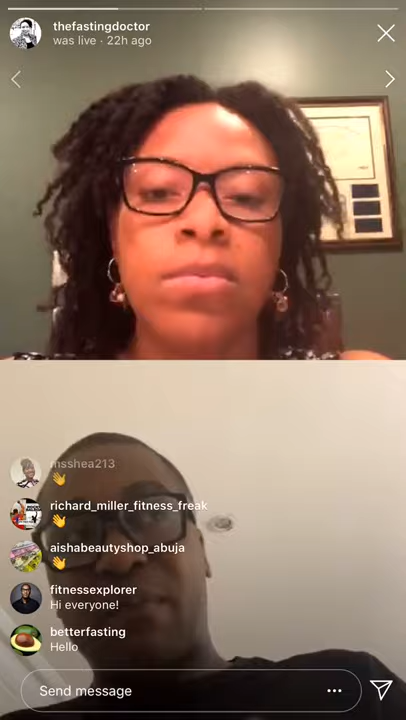 thefastingdoctor
was live · 22h ago
msshea213
👋
richard_miller_fitness_freak
👋
aishabeautyshop_abuja
👋
fitnessexplorer
Hi everyone!
betterfasting
Hello
Send message